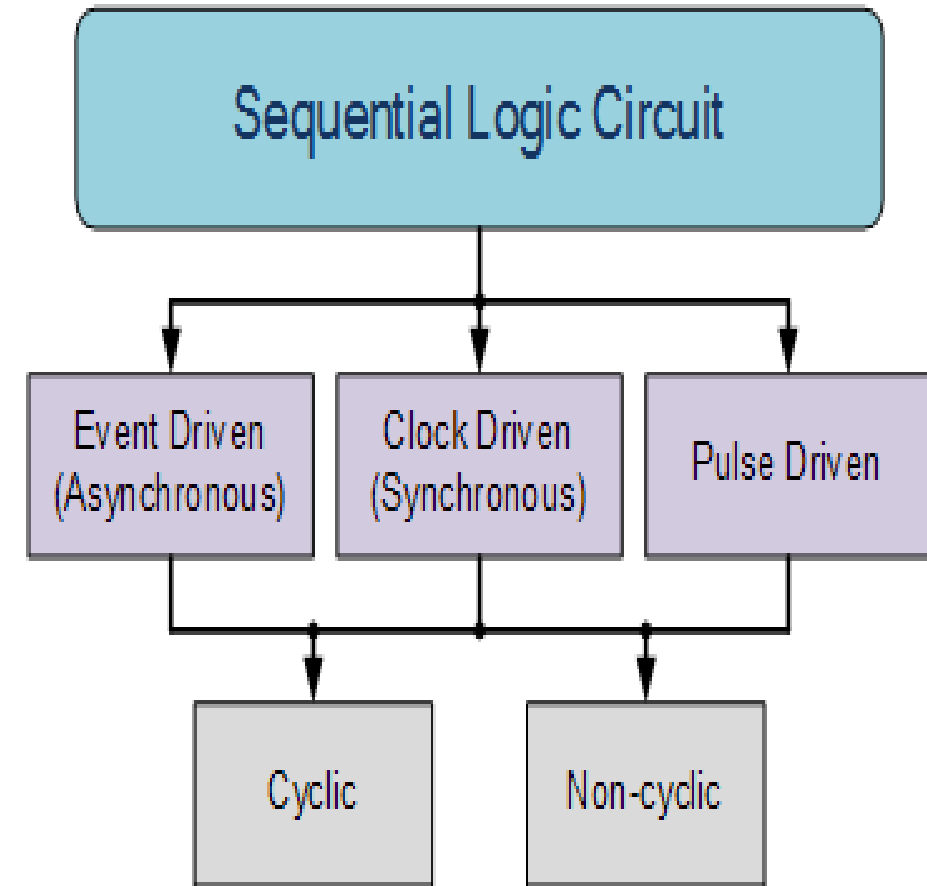 Sequential Logic Circuit
Event Driven
(Asynchronous)
Clock Driven
(Synchronous)
Pulse Driven
Cyclic
Non-cyclic